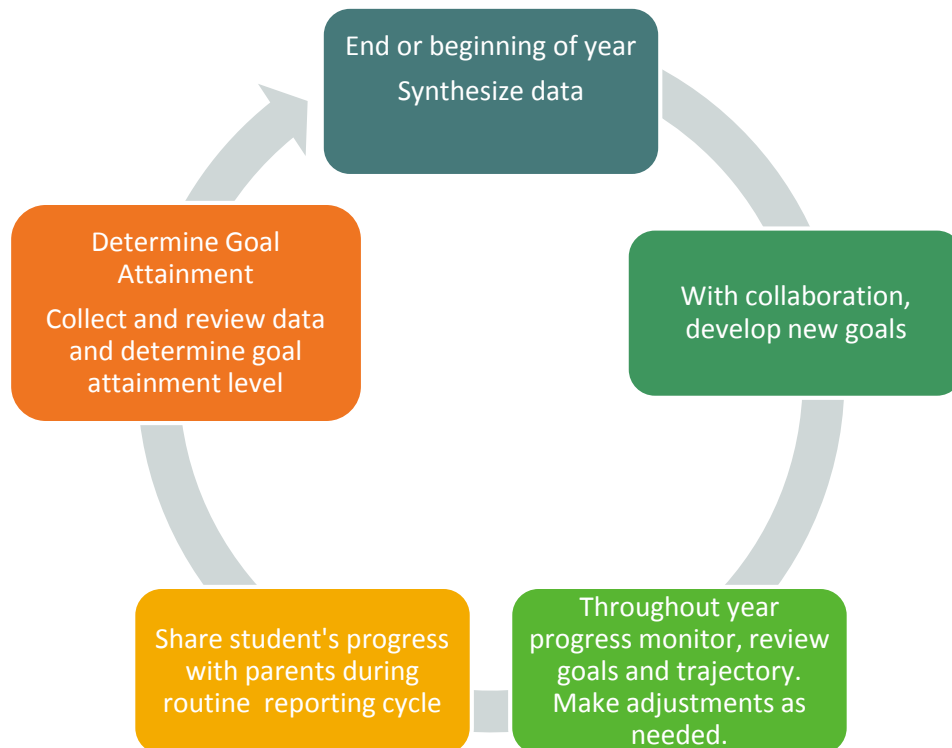 End or beginning of year
Synthesize data
With collaboration,
develop new goals
Throughout year
progress monitor, review
goals and trajectory.
Make adjustments as
needed.
Share student's progress
with parents during
routine  reporting cycle
Determine Goal
Attainment
Collect and review data
and determine goal
attainment level